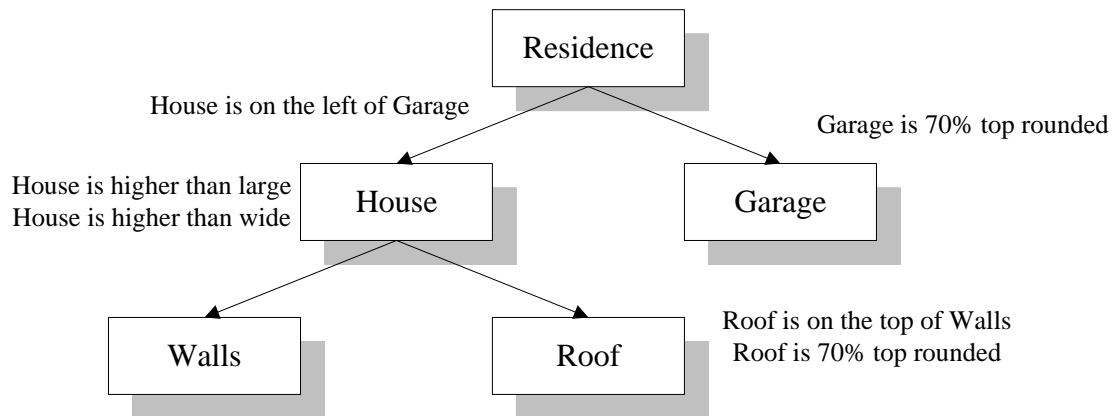 Residence
House is on the left of Garage
Garage is 70% top rounded
House is higher than large
House is higher than wide
House
Garage
Walls
Roof
Roof is on the top of Walls
Roof is 70% top rounded